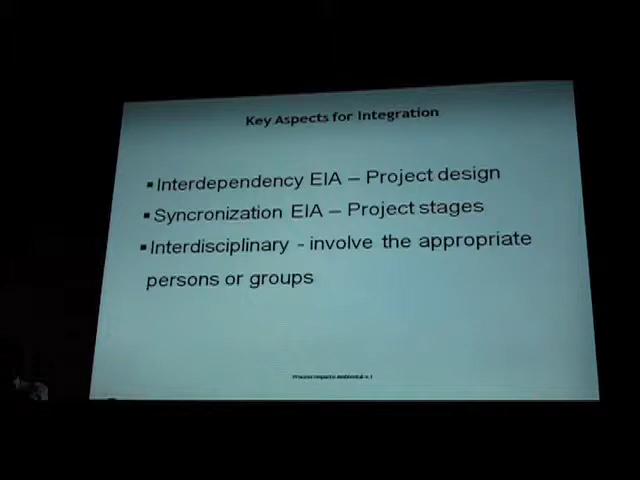 Key Aspects for Integration
▪Interdependency EIA – Project design
▪Syncronization EIA – Project stages
▪Interdisciplinary - involve the appropriate
persons or groups